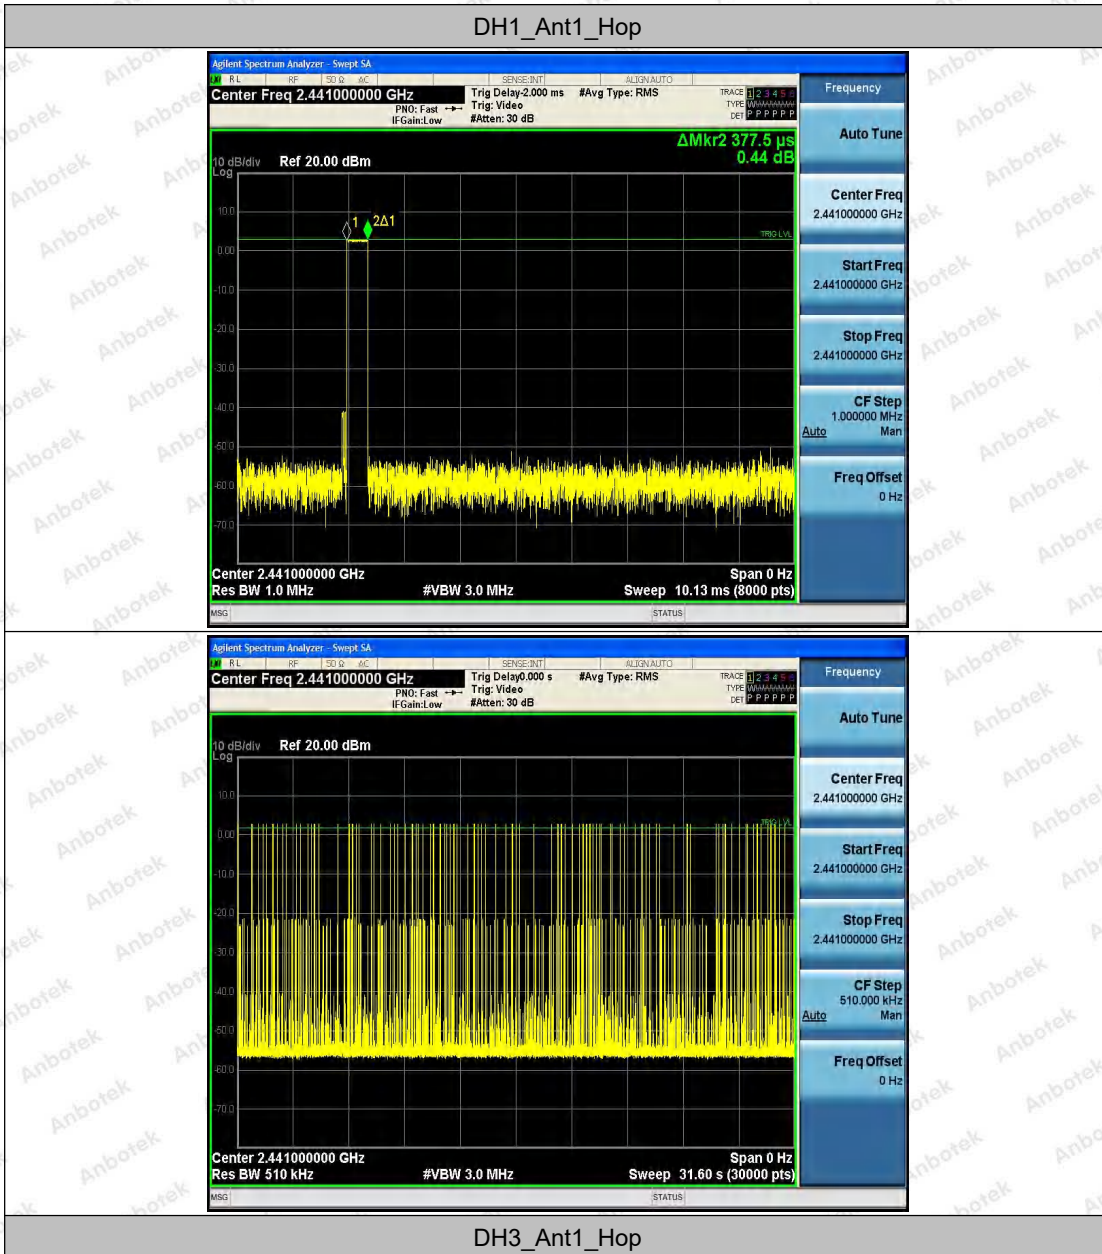 DH1_Ant1_Hop
Agilent Spectrum Analyzer - Swept SA
RL RF 50 Ω AC SENSE:INT ALIGN AUTO
Center Freq 2.441000000 GHz
PNO: Fast
IFGain:Low
Trig Delay-2.000 ms
Trig: Video
#Atten: 30 dB
#Avg Type: RMS
TRACE 1 2 3 4 5 6
TYPE
DET P P P P P P
ΔMkr2 377.5 µs
0.44 dB
10 dB/div Ref 20.00 dBm
Log
10.0
0.00
-10.0
-20.0
-30.0
-40.0
-50.0
-60.0
-70.0
1
2Δ1
TRIG LVL
Center 2.441000000 GHz Span 0 Hz
Res BW 1.0 MHz #VBW 3.0 MHz Sweep 10.13 ms (8000 pts)
MSG STATUS
Frequency
Auto Tune
Center Freq
2.441000000 GHz
Start Freq
2.441000000 GHz
Stop Freq
2.441000000 GHz
CF Step
1.000000 MHz
Auto Man
Freq Offset
0 Hz
Agilent Spectrum Analyzer - Swept SA
RL RF 50 Ω AC SENSE:INT ALIGN AUTO
Center Freq 2.441000000 GHz
PNO: Fast
IFGain:Low
Trig Delay0.000 s
Trig: Video
#Atten: 30 dB
#Avg Type: RMS
TRACE 1 2 3 4 5 6
TYPE
DET P P P P P P
10 dB/div Ref 20.00 dBm
Log
10.0
0.00
-10.0
-20.0
-30.0
-40.0
-50.0
-60.0
-70.0
TRIG LVL
Center 2.441000000 GHz Span 0 Hz
Res BW 510 kHz #VBW 3.0 MHz Sweep 31.60 s (30000 pts)
MSG STATUS
Frequency
Auto Tune
Center Freq
2.441000000 GHz
Start Freq
2.441000000 GHz
Stop Freq
2.441000000 GHz
CF Step
510.000 kHz
Auto Man
Freq Offset
0 Hz
DH3_Ant1_Hop